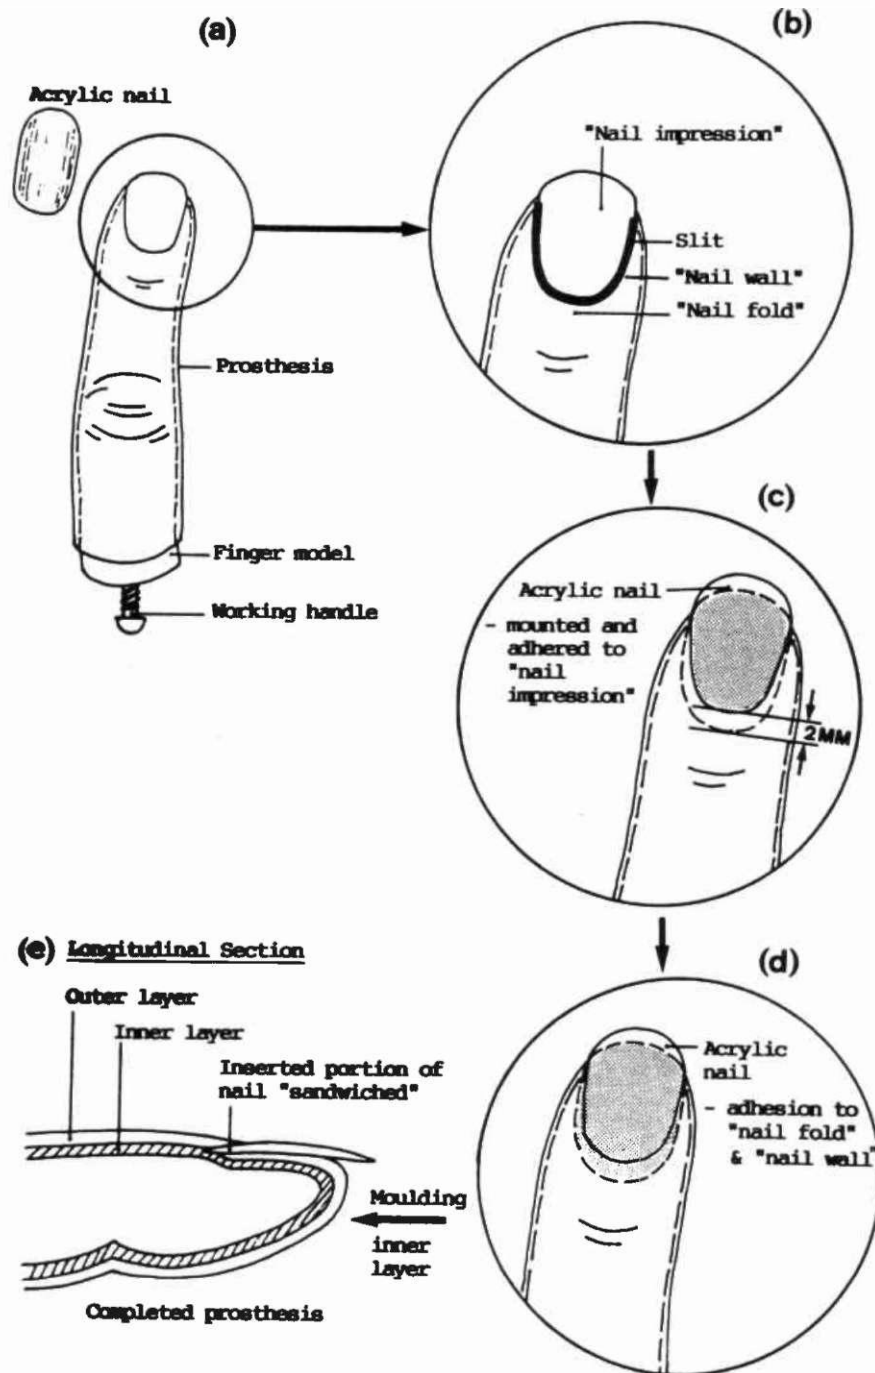 (a)
Acrylic nail
Prosthesis
Finger model
Working handle
(b)
"Nail impression"
Slit
"Nail wall"
"Nail fold"
(c)
Acrylic nail
- mounted and
adhered to
"nail
impression"
2MM
(d)
Acrylic
nail
- adhesion to
"nail fold"
& "nail wall"
(e) Longitudinal Section
Outer layer
Inner layer
Inserted portion of
nail "sandwiched"
Moulding
inner
layer
Completed prosthesis